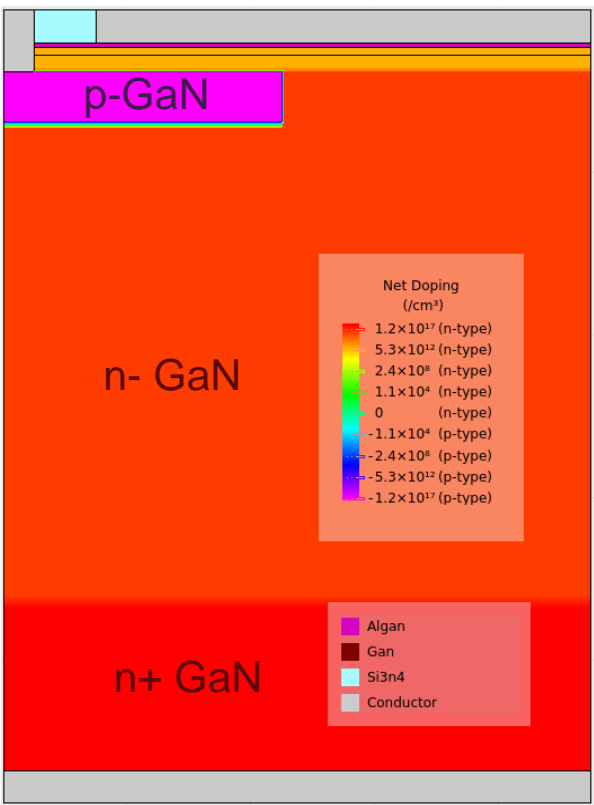 p-GaN
n- GaN
Net Doping
(/cm³)
1.2×10¹⁷ (n-type)
5.3×10¹² (n-type)
2.4×10⁸ (n-type)
1.1×10⁴ (n-type)
0 (n-type)
-1.1×10⁴ (p-type)
-2.4×10⁸ (p-type)
-5.3×10¹² (p-type)
-1.2×10¹⁷ (p-type)
n+ GaN
Algan
Gan
Si3n4
Conductor